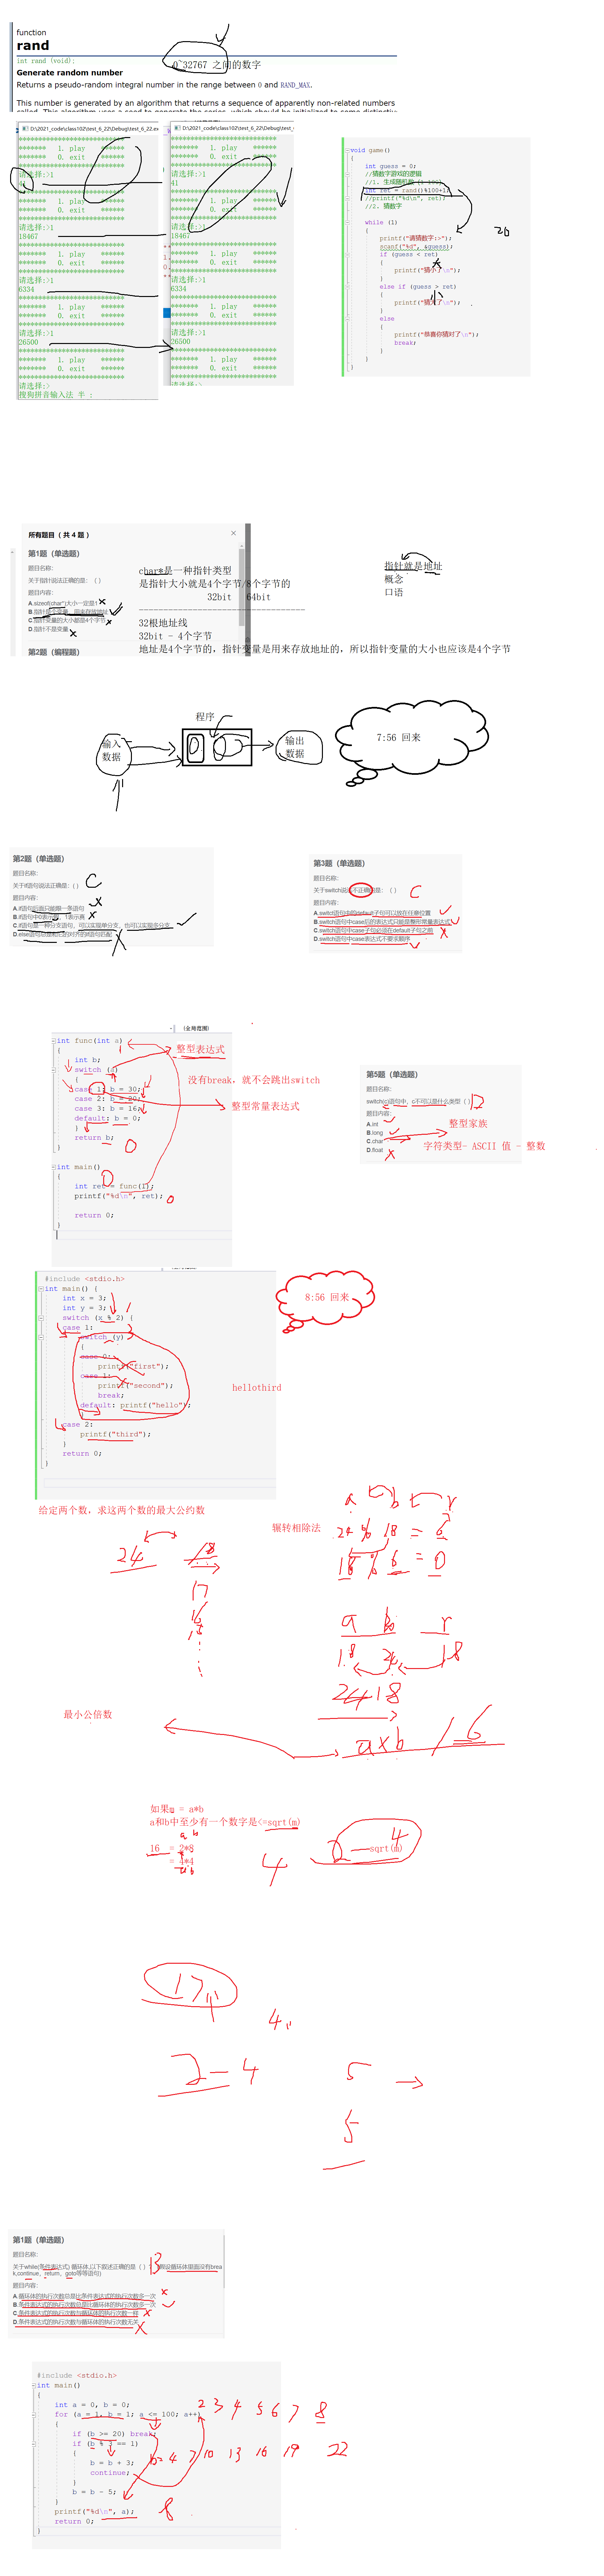 function
rand
int rand (void);
0~32767 之间的数字
Generate random number
Returns a pseudo-random integral number in the range between 0 and RAND_MAX.
This number is generated by an algorithm that returns a sequence of apparently non-related numbers
D:\2021_code\class102\test_6_22\Debug\test_6_22.ex
**************************
******* 1. play ******
******* 0. exit ******
**************************
请选择:>1
41
**************************
******* 1. play ******
******* 0. exit ******
**************************
请选择:>1
18467
**************************
******* 1. play ******
******* 0. exit ******
**************************
请选择:>1
6334
**************************
******* 1. play ******
******* 0. exit ******
**************************
请选择:>1
26500
**************************
******* 1. play ******
******* 0. exit ******
**************************
请选择:>
搜狗拼音输入法 半 :
D:\2021_code\class102\test_6_22\Debug\test_
**************************
******* 1. play ******
******* 0. exit ******
**************************
请选择:>1
41
**************************
******* 1. play ******
******* 0. exit ******
**************************
请选择:>1
18467
**************************
******* 1. play ******
******* 0. exit ******
**************************
请选择:>1
6334
**************************
******* 1. play ******
******* 0. exit ******
**************************
请选择:>1
26500
**************************
******* 1. play ******
******* 0. exit ******
**************************
请选择:>
void game()
{
int guess = 0;
//猜数字游戏的逻辑
//1. 生成随机数(1~100)
int ret = rand()%100+1;
//printf("%d\n", ret);
//2. 猜数字
while (1)
{
printf("请猜数字:>");
scanf("%d", &guess);
if (guess < ret)
{
printf("猜小了\n");
}
else if (guess > ret)
{
printf("猜大了\n");
}
else
{
printf("恭喜你猜对了\n");
break;
}
}
}
大
小
所有题目 ( 共 4 题 )
第1题（单选题）
题目名称:
关于指针说法正确的是: ( )
题目内容:
A.sizeof(char*)大小一定是1
B.指针是个变量，用来存放地址
C.指针变量的大小都是4个字节
D.指针不是变量
第2题（编程题）
char*是一种指针类型
是指针大小就是4个字节/8个字节的
32bit 64bit
32根地址线
32bit - 4个字节
地址是4个字节的，指针变量是用来存放地址的，所以指针变量的大小也应该是4个字节
指针就是地址
概念
口语
程序
输入
数据
输出
数据
7:56 回来
第2题（单选题）
题目名称:
关于if语句说法正确是: ( )
C
题目内容:
A.if语句后面只能跟一条语句
B.if语句中0表示假，1表示真
C.if语句是一种分支语句，可以实现单分支，也可以实现多分支
D.else语句总是和它的对齐的if语句匹配
第3题（单选题）
题目名称:
关于switch说法不正确的是: ( )
C
题目内容:
A.switch语句中的default子句可以放在任意位置
B.switch语句中case后的表达式只能是整形常量表达式
C.switch语句中case子句必须在default子句之前
D.switch语句中case表达式不要求顺序
(全局范围)
int func(int a)
{
int b;
switch (a)
{
case 1: b = 30;
case 2: b = 20;
case 3: b = 16;
default: b = 0;
}
return b;
}
int main()
{
int ret = func(1);
printf("%d\n", ret);
return 0;
}
整型表达式
没有break，就不会跳出switch
整型常量表达式
0
第5题（单选题）
题目名称:
switch(c)语句中，c不可以是什么类型 ( )
D
题目内容:
A.int
B.long
C.char
D.float
整型家族
字符类型- ASCII 值 - 整数
#include <stdio.h>
int main() {
int x = 3;
int y = 3;
switch (x % 2) {
case 1:
switch (y)
{
case 0:
printf("first");
case 1:
printf("second");
break;
default: printf("hello");
}
case 2:
printf("third");
}
return 0;
}
8:56 回来
hellothird
给定两个数，求这两个数的最大公约数
辗转相除法
24 18
17
16
a b r
24 % 18 = 6
18 % 6 = 0
a b r
18 24 18
24 18
最小公倍数
a×b / 6
如果m = a*b
a和b中至少有一个数字是<=sqrt(m)
a b
16 = 2*8
= 4*4
a b
4
2 — sqrt(m)
4
17
4
2 — 4
5
5
第1题（单选题）
题目名称:
关于while(条件表达式) 循环体,以下叙述正确的是 ( )? (假设循环体里面没有brea
k,continue，return，goto等等语句)
B
题目内容:
A.循环体的执行次数总是比条件表达式的执行次数多一次
B.条件表达式的执行次数总是比循环体的执行次数多一次
C.条件表达式的执行次数与循环体的执行次数一样
D.条件表达式的执行次数与循环体的执行次数无关
#include <stdio.h>
int main()
{
int a = 0, b = 0;
for (a = 1, b = 1; a <= 100; a++)
{
if (b >= 20) break;
if (b % 3 == 1)
{
b = b + 3;
continue;
}
b = b - 5;
}
printf("%d\n", a);
return 0;
}
2 3 4 5 6 7 8
b= 4 7 10 13 16 19 22
8